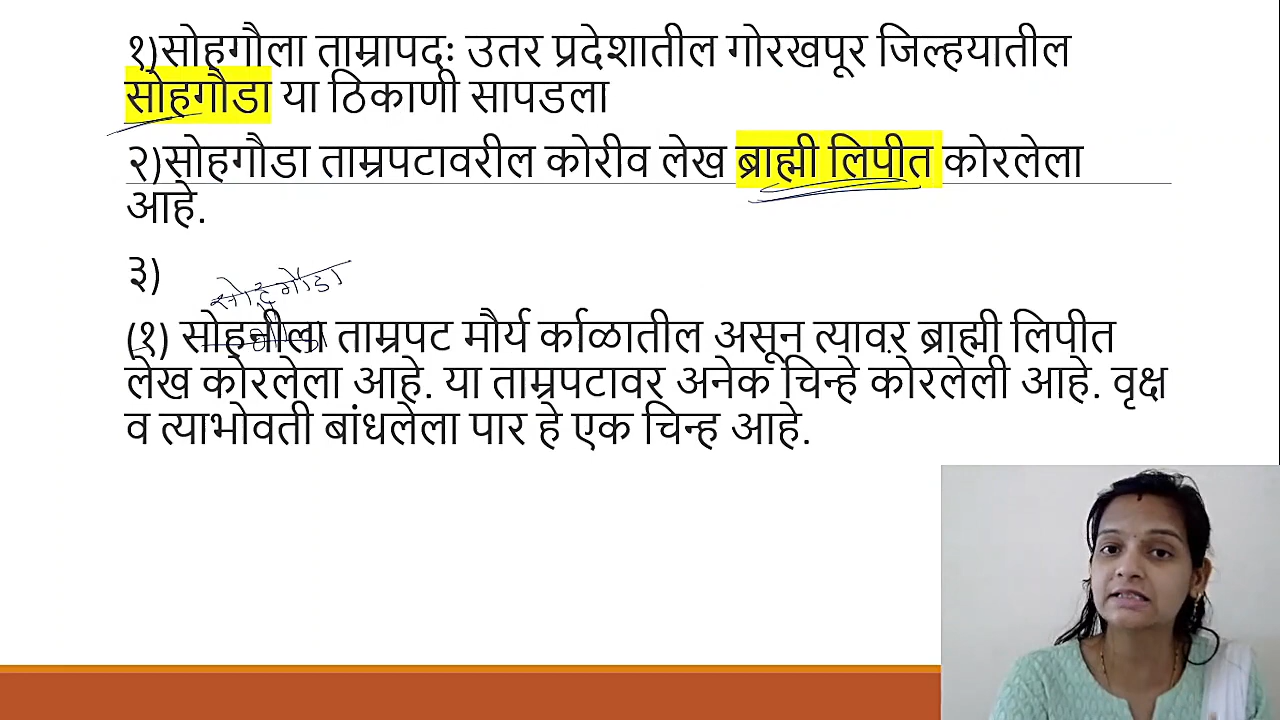 १)सोहगौला ताम्रापदः उतर प्रदेशातील गोरखपूर जिल्हयातील
सोहगौडा या ठिकाणी सापडला
२)सोहगौडा ताम्रपटावरील कोरीव लेख ब्राह्मी लिपीत कोरलेला
आहे.
३)
सोहगौडा
(१) सोहगौला ताम्रपट मौर्य र्काळातील असून त्यावर ब्राह्मी लिपीत
लेख कोरलेला आहे. या ताम्रपटावर अनेक चिन्हे कोरलेली आहे. वृक्ष
व त्याभोवती बांधलेला पार हे एक चिन्ह आहे.